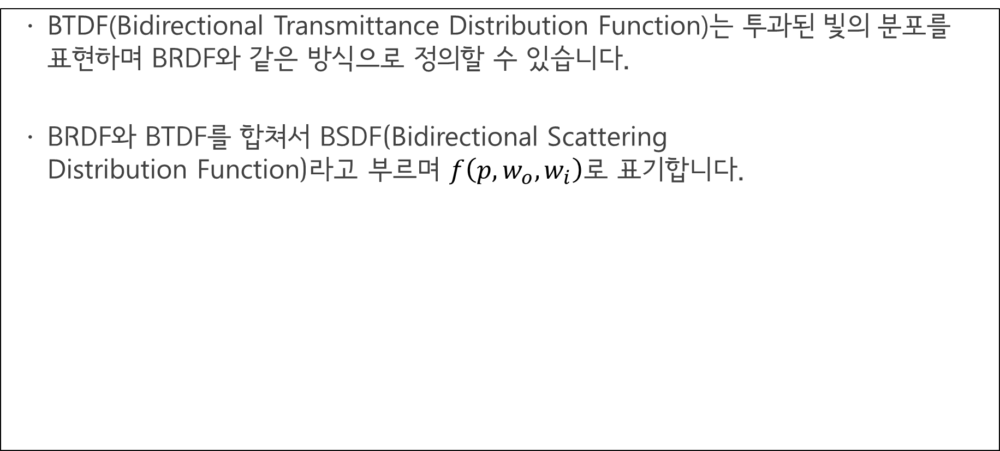 · BTDF(Bidirectional Transmittance Distribution Function)는 투과된 빛의 분포를
표현하며 BRDF와 같은 방식으로 정의할 수 있습니다.
· BRDF와 BTDF를 합쳐서 BSDF(Bidirectional Scattering
Distribution Function)라고 부르며 𝑓(𝑝, 𝑤ₒ, 𝑤ᵢ)로 표기합니다.